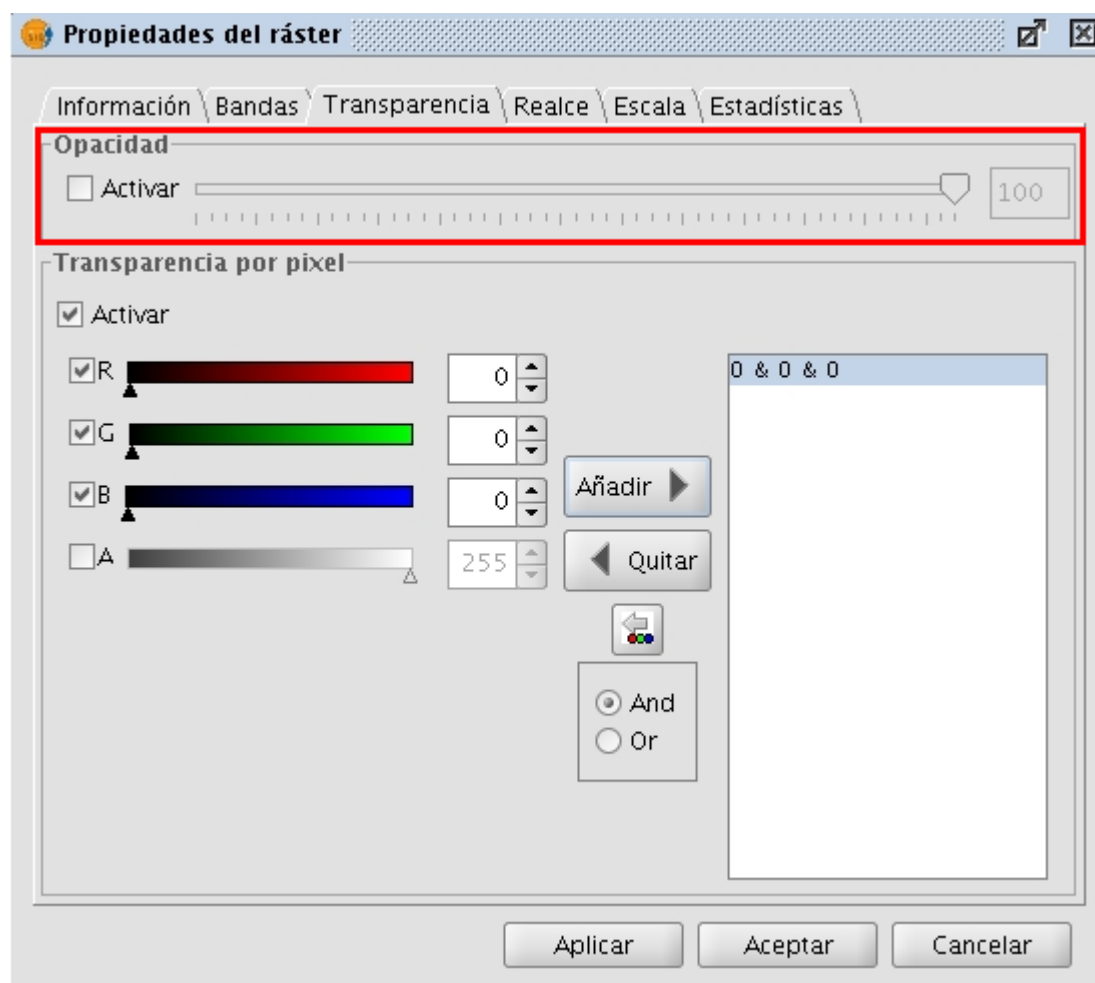 Propiedades del ráster
Información Bandas Transparencia Realce Escala Estadísticas
Opacidad
Activar 100
Transparencia por pixel
Activar
R 0 0 & 0 & 0
G 0
B 0 Añadir
A 255 Quitar
And
Or
Aplicar Aceptar Cancelar